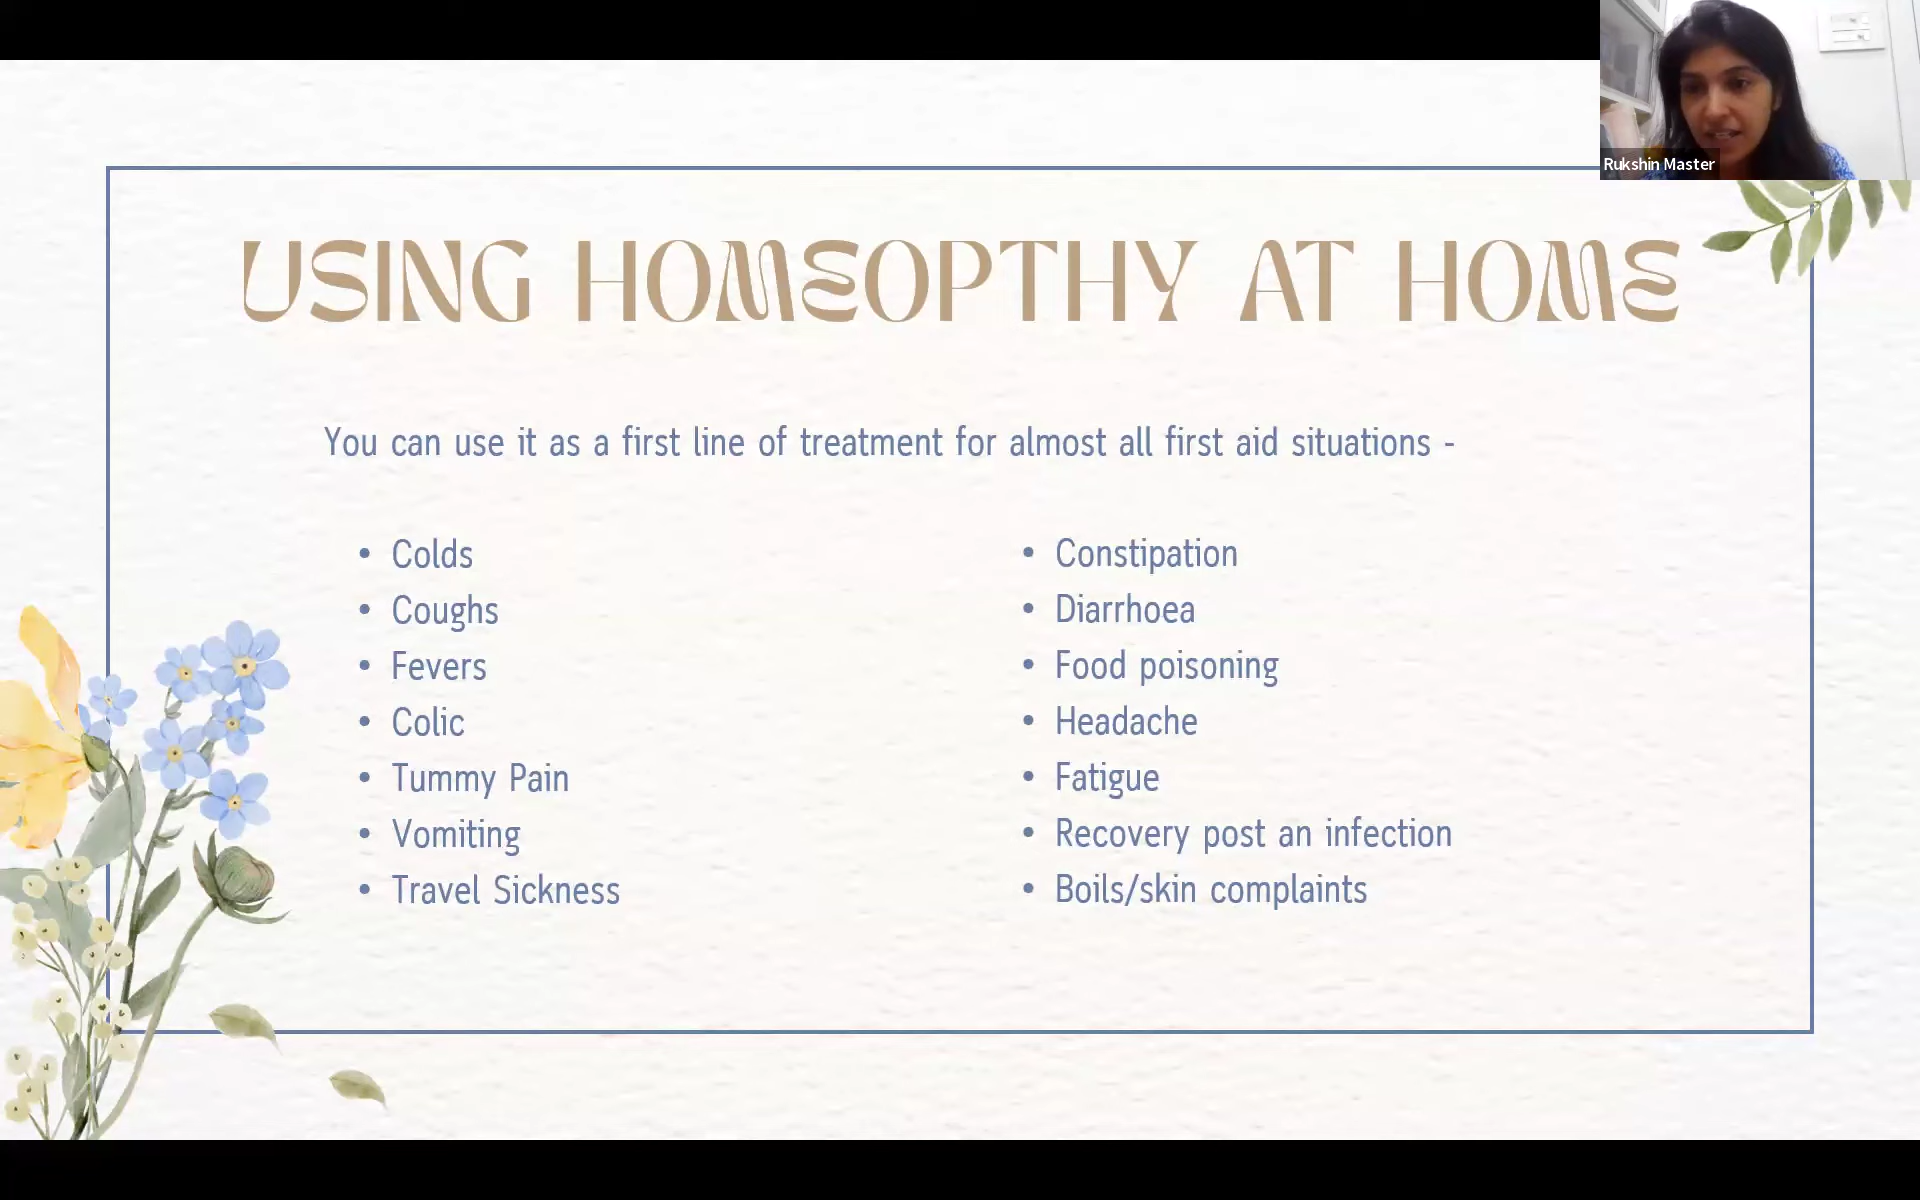 Rukshin Master
USING HOMEOPTHY AT HOME
You can use it as a first line of treatment for almost all first aid situations -
• Colds
• Coughs
• Fevers
• Colic
• Tummy Pain
• Vomiting
• Travel Sickness
• Constipation
• Diarrhoea
• Food poisoning
• Headache
• Fatigue
• Recovery post an infection
• Boils/skin complaints